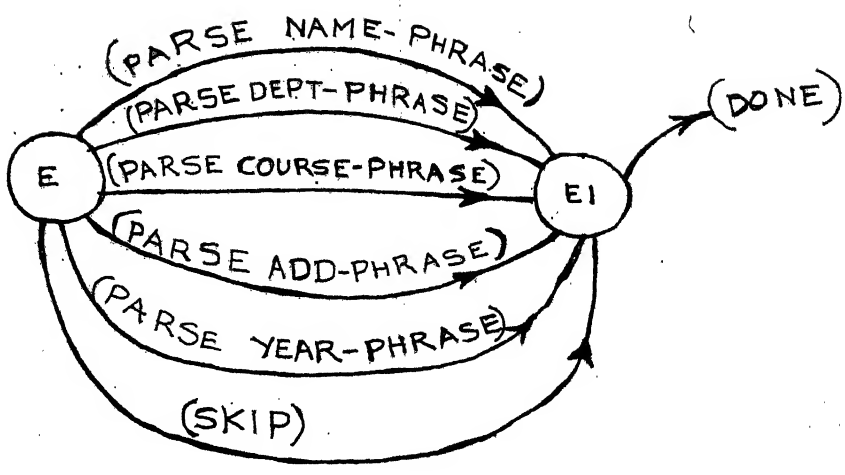 (PARSE NAME-PHRASE)
(PARSE DEPT-PHRASE)
(DONE)
E
(PARSE COURSE-PHRASE)
E1
(PARSE ADD-PHRASE)
(PARSE YEAR-PHRASE)
(SKIP)